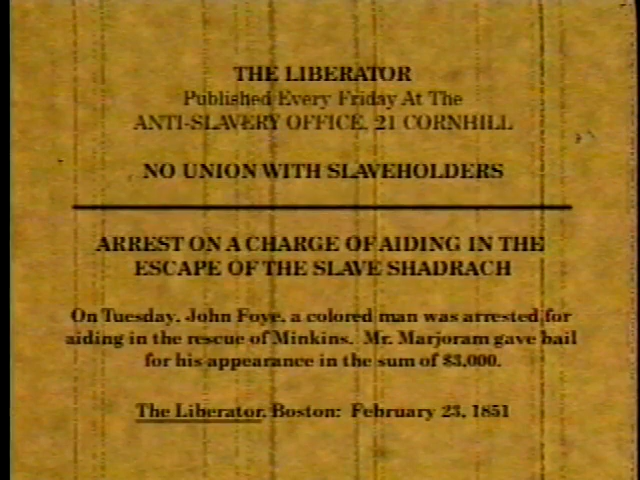 THE LIBERATOR
Published Every Friday At The
ANTI-SLAVERY OFFICE, 21 CORNHILL
NO UNION WITH SLAVEHOLDERS
ARREST ON A CHARGE OF AIDING IN THE
ESCAPE OF THE SLAVE SHADRACH
On Tuesday, John Foye, a colored man was arrested for
aiding in the rescue of Minkins. Mr. Marjoram gave bail
for his appearance in the sum of $3,000.
The Liberator, Boston: February 23, 1851